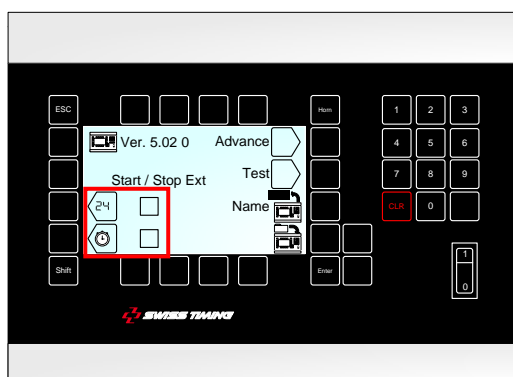 ESC
Horn
1 2 3
Ver. 5.02 0 Advance
4 5 6
Start / Stop Ext Test
7 8 9
24 Name
CLR 0
Shift
Enter
1
0
SWISS TIMING